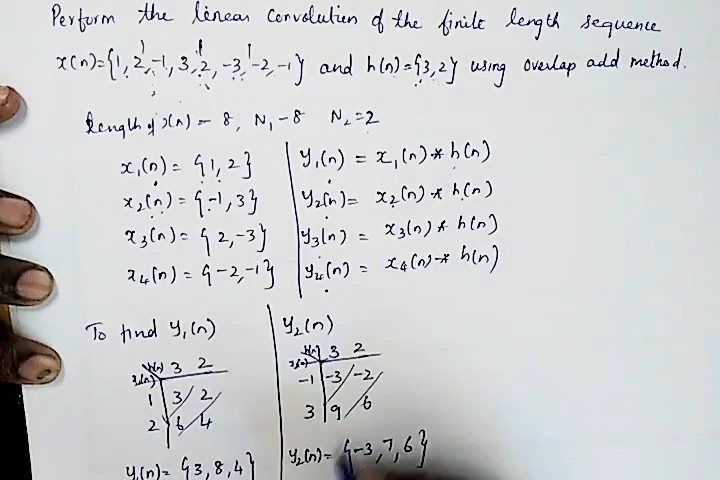 Perform the linear Convolution of the finite length sequence
x(n)={1, 2, -1, 3, 2, -3, -2, -1} and h(n)={3, 2} using overlap add method.
Length of x(n) - 8, N₁ - 8 N₂ = 2
x₁(n) = {1, 2}
x₂(n) = {-1, 3}
x₃(n) = {2, -3}
x₄(n) = {-2, -1}
y₁(n) = x₁(n) * h(n)
y₂(n) = x₂(n) * h(n)
y₃(n) = x₃(n) * h(n)
y₄(n) = x₄(n) * h(n)
To find y₁(n)
h(n) 3 2
x₁(n)
1 3 2
2 6 4
y₁(n) = {3, 8, 4}
y₂(n)
h(n) 3 2
x₂(n)
-1 -3 -2
3 9 6
y₂(n) = {-3, 7, 6}